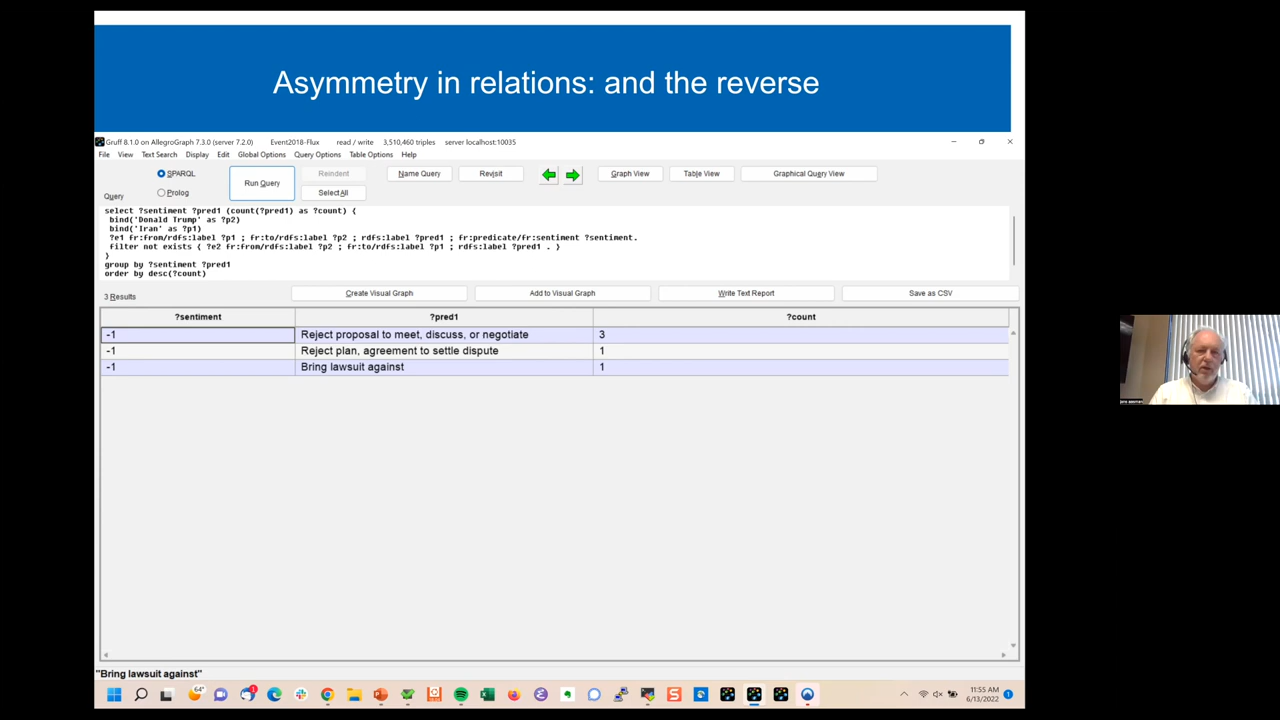 Asymmetry in relations: and the reverse
Gruff 8.1.0 on AllegroGraph 7.3.0 (server 7.2.0) Event2018-Flux read / write 3,510,460 triples server localhost:10035
File View Text Search Display Edit Global Options Query Options Table Options Help
SPARQL Run Query Reindent Name Query Revisit Graph View Table View Graphical Query View
Query Prolog Select All
select ?sentiment ?pred1 (count(?pred1) as ?count) {
bind('Donald Trump' as ?p2)
bind('Iran' as ?p1)
?e1 fr:from/rdfs:label ?p1 ; fr:to/rdfs:label ?p2 ; rdfs:label ?pred1 ; fr:predicate/fr:sentiment ?sentiment.
filter not exists { ?e2 fr:from/rdfs:label ?p2 ; fr:to/rdfs:label ?p1 ; rdfs:label ?pred1 . }
}
group by ?sentiment ?pred1
order by desc(?count)
3 Results Create Visual Graph Add to Visual Graph Write Text Report Save as CSV
?sentiment ?pred1 ?count
-1 Reject proposal to meet, discuss, or negotiate 3
-1 Reject plan, agreement to settle dispute 1
-1 Bring lawsuit against 1
"Bring lawsuit against"
64° 11:55 AM
6/13/2022